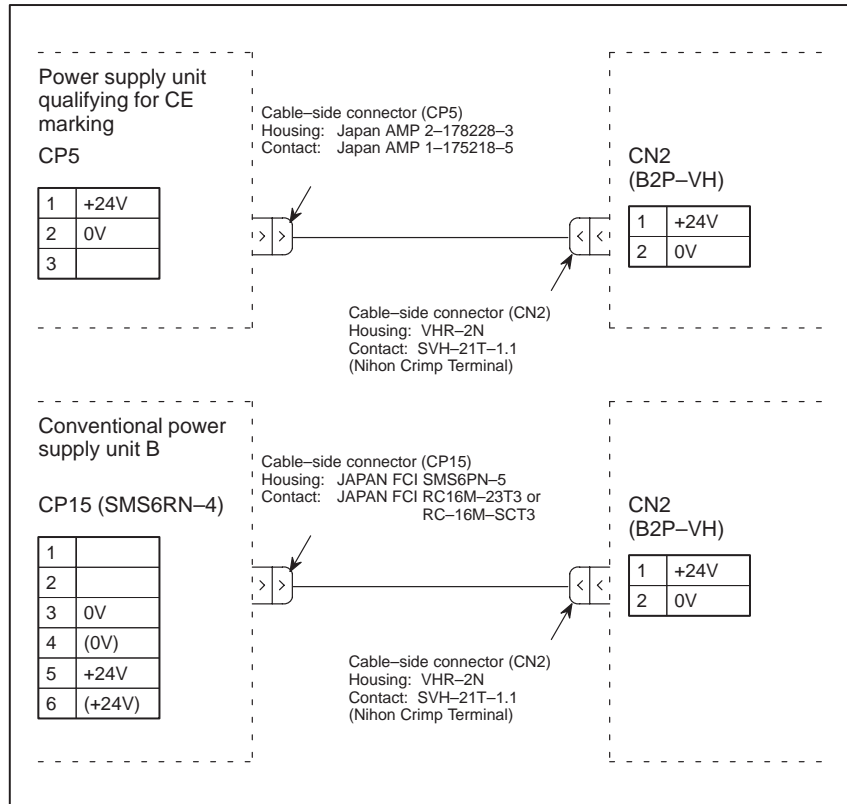 Power supply unit
qualifying for CE
marking
CP5
1 +24V
2 0V
3
Cable–side connector (CP5)
Housing: Japan AMP 2–178228–3
Contact: Japan AMP 1–175218–5
CN2
(B2P–VH)
1 +24V
2 0V
Cable–side connector (CN2)
Housing: VHR–2N
Contact: SVH–21T–1.1
(Nihon Crimp Terminal)
Conventional power
supply unit B
CP15 (SMS6RN–4)
1
2
3 0V
4 (0V)
5 +24V
6 (+24V)
Cable–side connector (CP15)
Housing: JAPAN FCI SMS6PN–5
Contact: JAPAN FCI RC16M–23T3 or
RC–16M–SCT3
CN2
(B2P–VH)
1 +24V
2 0V
Cable–side connector (CN2)
Housing: VHR–2N
Contact: SVH–21T–1.1
(Nihon Crimp Terminal)